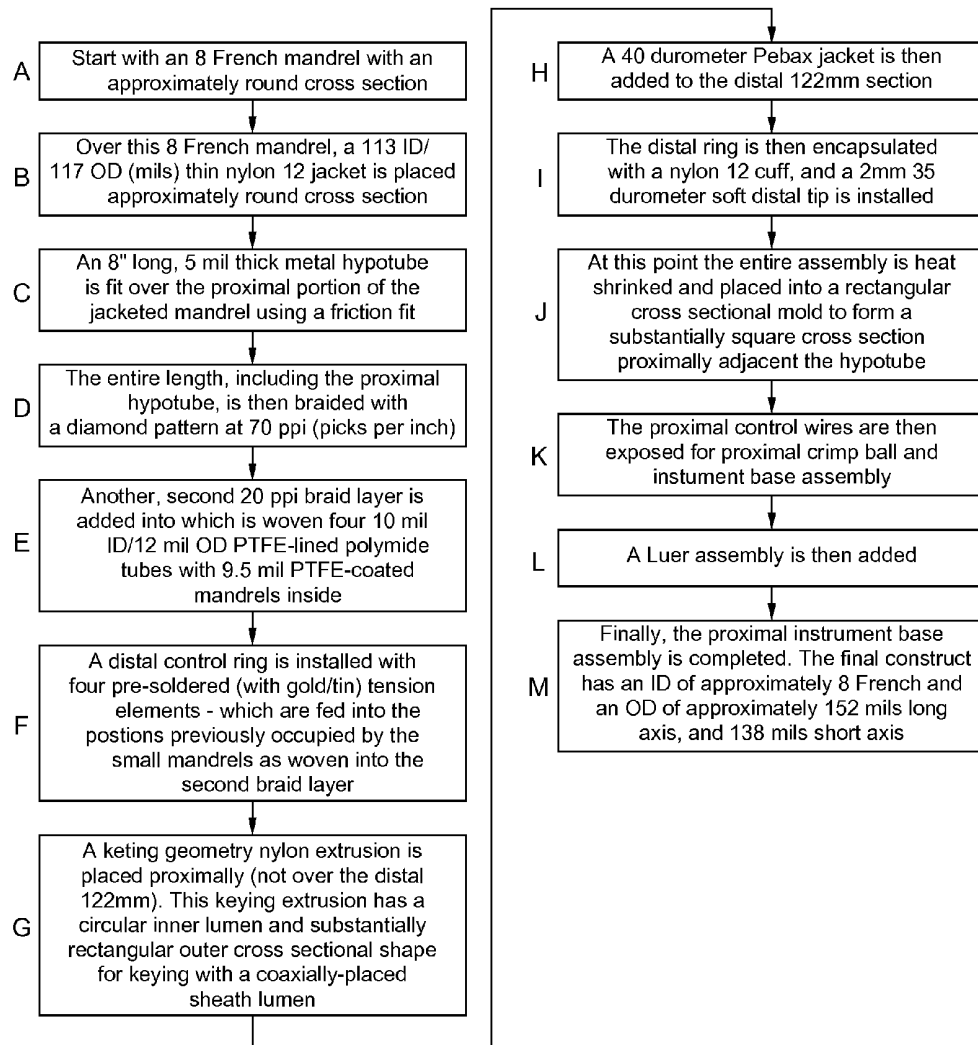 A
Start with an 8 French mandrel with an
approximately round cross section
B
Over this 8 French mandrel, a 113 ID/
117 OD (mils) thin nylon 12 jacket is placed
approximately round cross section
C
An 8" long, 5 mil thick metal hypotube
is fit over the proximal portion of the
jacketed mandrel using a friction fit
D
The entire length, including the proximal
hypotube, is then braided with
a diamond pattern at 70 ppi (picks per inch)
E
Another, second 20 ppi braid layer is
added into which is woven four 10 mil
ID/12 mil OD PTFE-lined polymide
tubes with 9.5 mil PTFE-coated
mandrels inside
F
A distal control ring is installed with
four pre-soldered (with gold/tin) tension
elements - which are fed into the
postions previously occupied by the
small mandrels as woven into the
second braid layer
G
A keting geometry nylon extrusion is
placed proximally (not over the distal
122mm). This keying extrusion has a
circular inner lumen and substantially
rectangular outer cross sectional shape
for keying with a coaxially-placed
sheath lumen
H
A 40 durometer Pebax jacket is then
added to the distal 122mm section
I
The distal ring is then encapsulated
with a nylon 12 cuff, and a 2mm 35
durometer soft distal tip is installed
J
At this point the entire assembly is heat
shrinked and placed into a rectangular
cross sectional mold to form a
substantially square cross section
proximally adjacent the hypotube
K
The proximal control wires are then
exposed for proximal crimp ball and
instument base assembly
L
A Luer assembly is then added
M
Finally, the proximal instrument base
assembly is completed. The final construct
has an ID of approximately 8 French and
an OD of approximately 152 mils long
axis, and 138 mils short axis